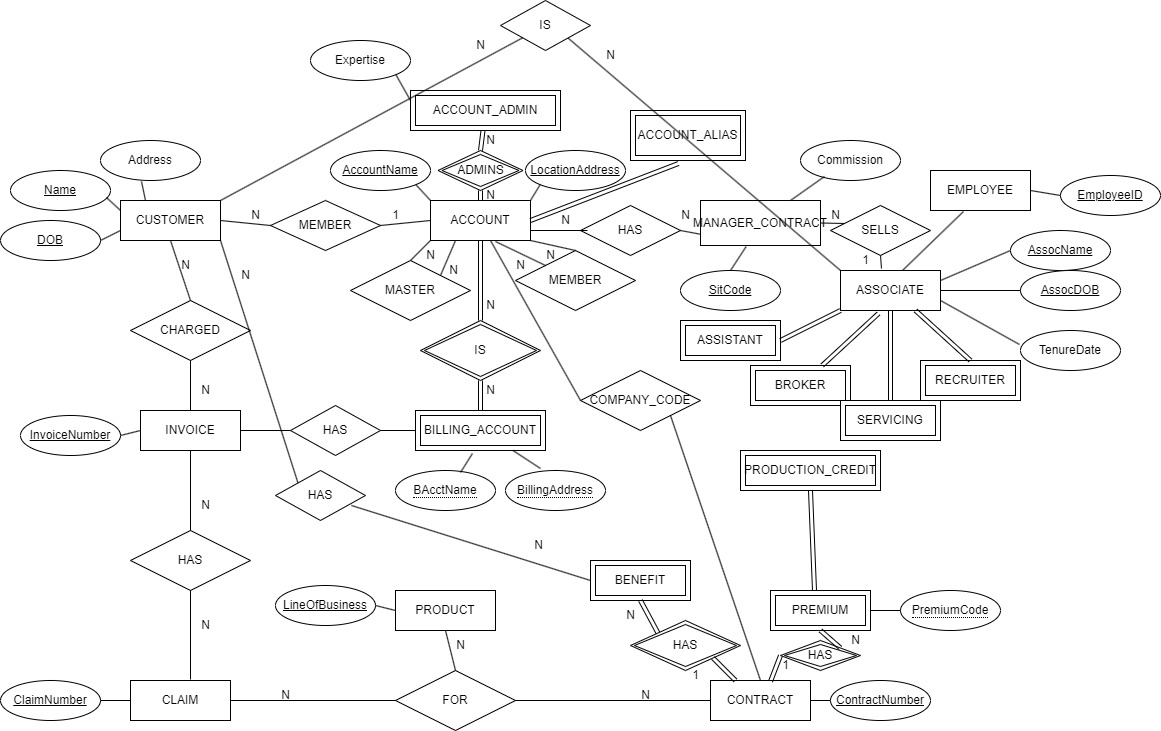 IS
N
N
Expertise
ACCOUNT_ADMIN
N
ACCOUNT_ALIAS
Address
AccountName
ADMINS
LocationAddress
Commission
Name
N
EMPLOYEE
EmployeeID
CUSTOMER
N
MEMBER
1
ACCOUNT
N
HAS
N
MANAGER_CONTRACT
N
SELLS
DOB
AssocName
N
N
N
N
N
N
1
MASTER
MEMBER
SitCode
ASSOCIATE
AssocDOB
N
CHARGED
ASSISTANT
IS
TenureDate
BROKER
RECRUITER
N
N
COMPANY_CODE
SERVICING
InvoiceNumber
INVOICE
HAS
BILLING_ACCOUNT
PRODUCTION_CREDIT
HAS
BAcctName
BillingAddress
N
N
HAS
BENEFIT
LineOfBusiness
PRODUCT
N
PREMIUM
PremiumCode
N
N
HAS
N
HAS
1
1
ClaimNumber
CLAIM
N
FOR
N
CONTRACT
ContractNumber